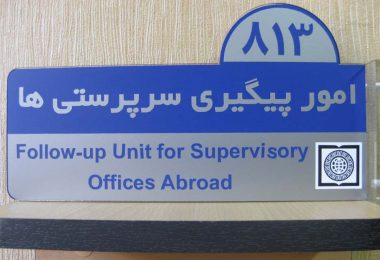 ۸۱۳
امور پیگیری سرپرستی ها
Follow-up Unit for Supervisory
Offices Abroad